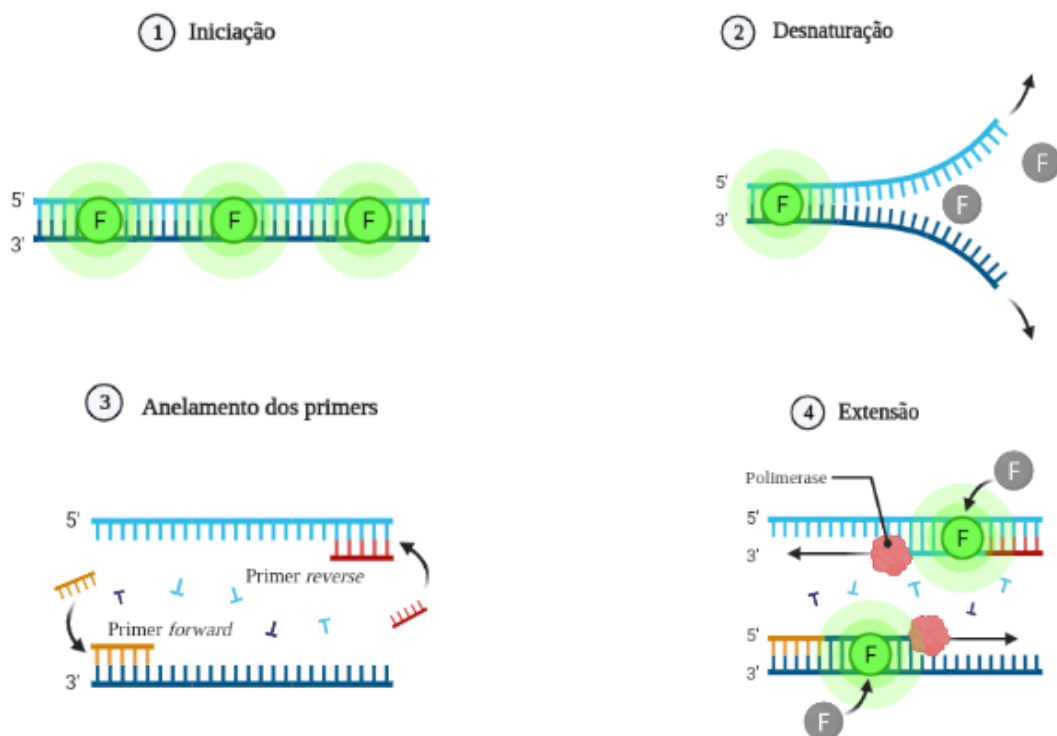 1 Iniciação
5'
F F F
3'
2 Desnaturação
5'
F F F
3'
3 Anelamento dos primers
5'
Primer reverse
Primer forward
3'
4 Extensão
Polimerase
F
5'
F
3'
5'
F
3'
F